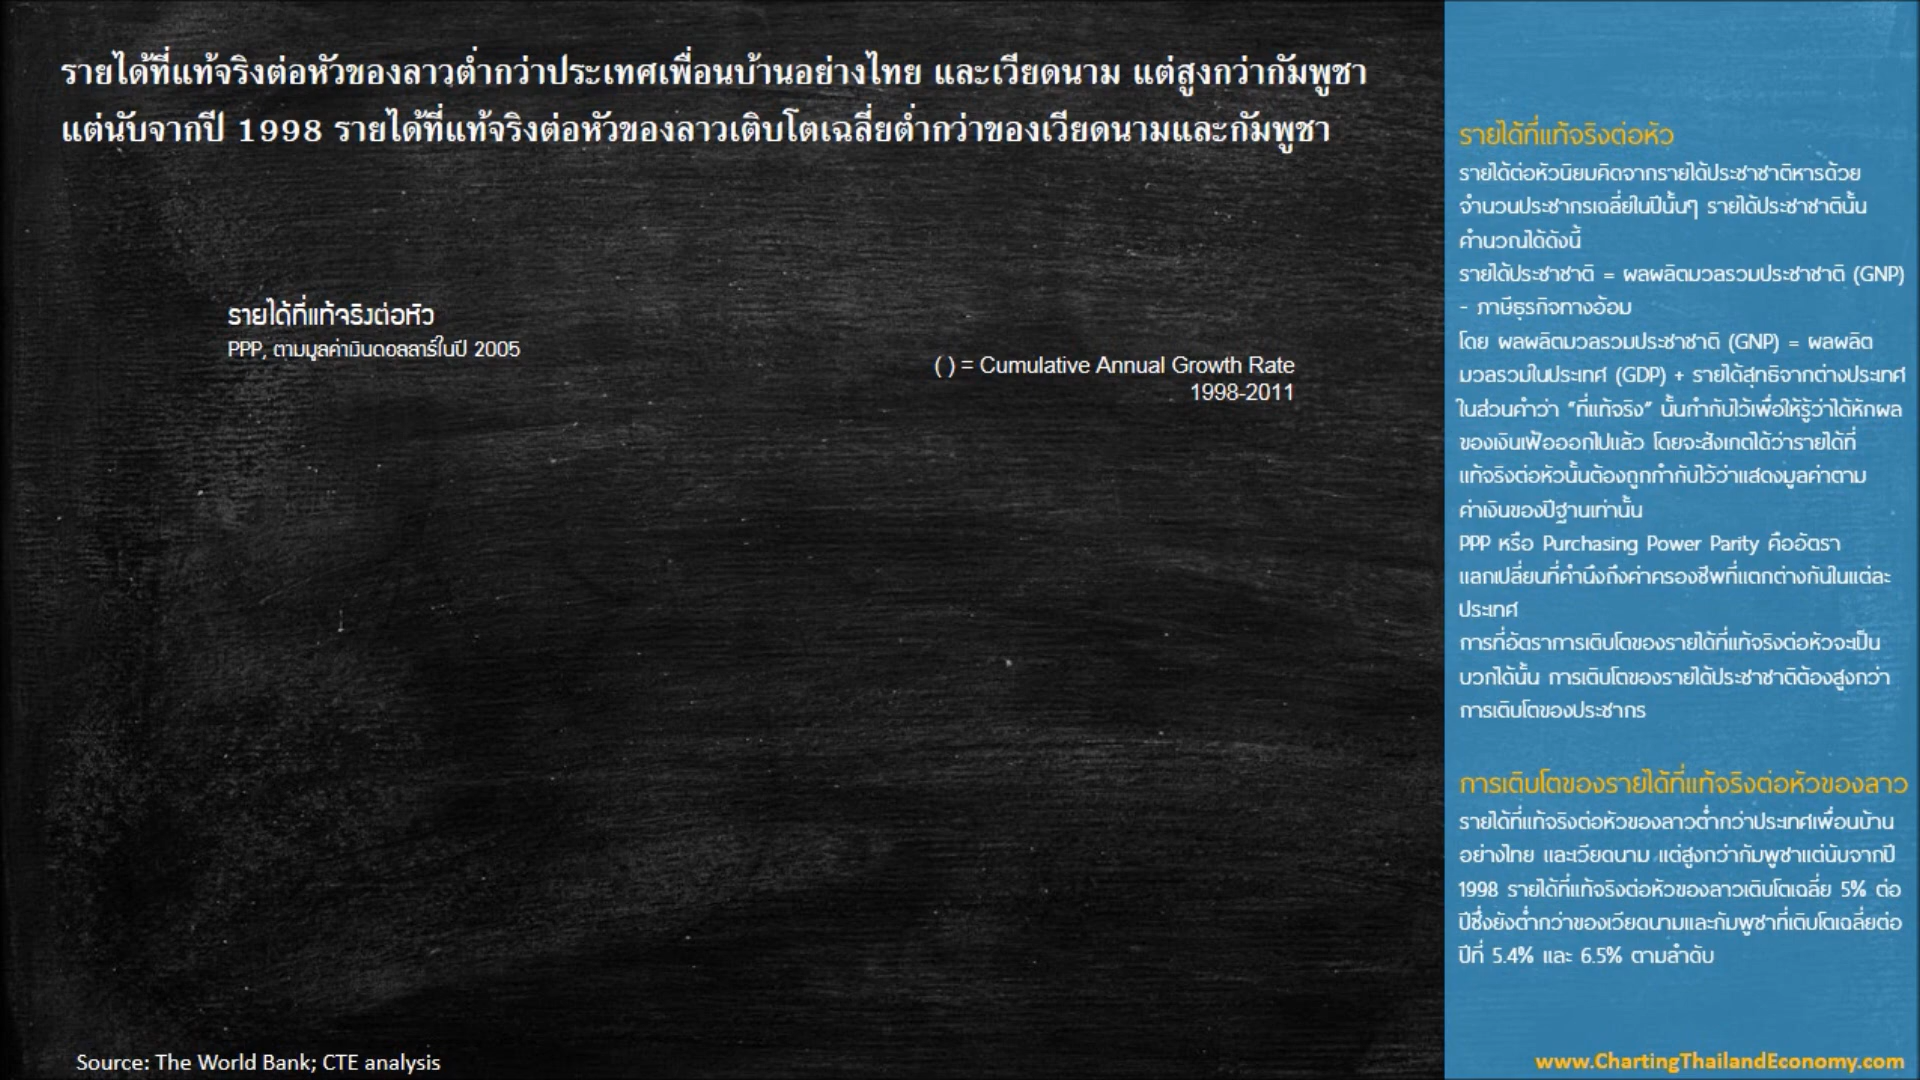 รายได้ที่แท้จริงต่อหัวของลาวต่ำกว่าประเทศเพื่อนบ้านอย่างไทย และเวียดนาม แต่สูงกว่ากัมพูชา
แต่นับจากปี 1998 รายได้ที่แท้จริงต่อหัวของลาวเติบโตเฉลี่ยต่ำกว่าของเวียดนามและกัมพูชา
รายได้ที่แท้จริงต่อหัว
PPP, ตามมูลค่าเงินดอลลาร์ในปี 2005
( ) = Cumulative Annual Growth Rate
1998-2011
Source: The World Bank; CTE analysis
รายได้ที่แท้จริงต่อหัว
รายได้ต่อหัวนิยมคิดจากรายได้ประชาชาติหารด้วย
จำนวนประชากรเฉลี่ยในปีนั้นๆ รายได้ประชาชาตินั้น
คำนวณได้ดังนี้
รายได้ประชาชาติ = ผลผลิตมวลรวมประชาชาติ (GNP)
- ภาษีธุรกิจทางอ้อม
โดย ผลผลิตมวลรวมประชาชาติ (GNP) = ผลผลิต
มวลรวมในประเทศ (GDP) + รายได้สุทธิจากต่างประเทศ
ในส่วนคำว่า “ที่แท้จริง” นั้นกำกับไว้เพื่อให้รู้ว่าได้หักผล
ของเงินเฟ้อออกไปแล้ว โดยจะสังเกตได้ว่ารายได้ที่
แท้จริงต่อหัวนั้นต้องถูกกำกับไว้ว่าแสดงมูลค่าตาม
ค่าเงินของปีฐานเท่านั้น
PPP หรือ Purchasing Power Parity คืออัตรา
แลกเปลี่ยนที่คำนึงถึงค่าครองชีพที่แตกต่างกันในแต่ละ
ประเทศ
การที่อัตราการเติบโตของรายได้ที่แท้จริงต่อหัวจะเป็น
บวกได้นั้น การเติบโตของรายได้ประชาชาติต้องสูงกว่า
การเติบโตของประชากร
การเติบโตของรายได้ที่แท้จริงต่อหัวของลาว
รายได้ที่แท้จริงต่อหัวของลาวต่ำกว่าประเทศเพื่อนบ้าน
อย่างไทย และเวียดนาม แต่สูงกว่ากัมพูชาแต่นับจากปี
1998 รายได้ที่แท้จริงต่อหัวของลาวเติบโตเฉลี่ย 5% ต่อ
ปีซึ่งยังต่ำกว่าของเวียดนามและกัมพูชาที่เติบโตเฉลี่ยต่อ
ปีที่ 5.4% และ 6.5% ตามลำดับ
www.ChartingThailandEconomy.com